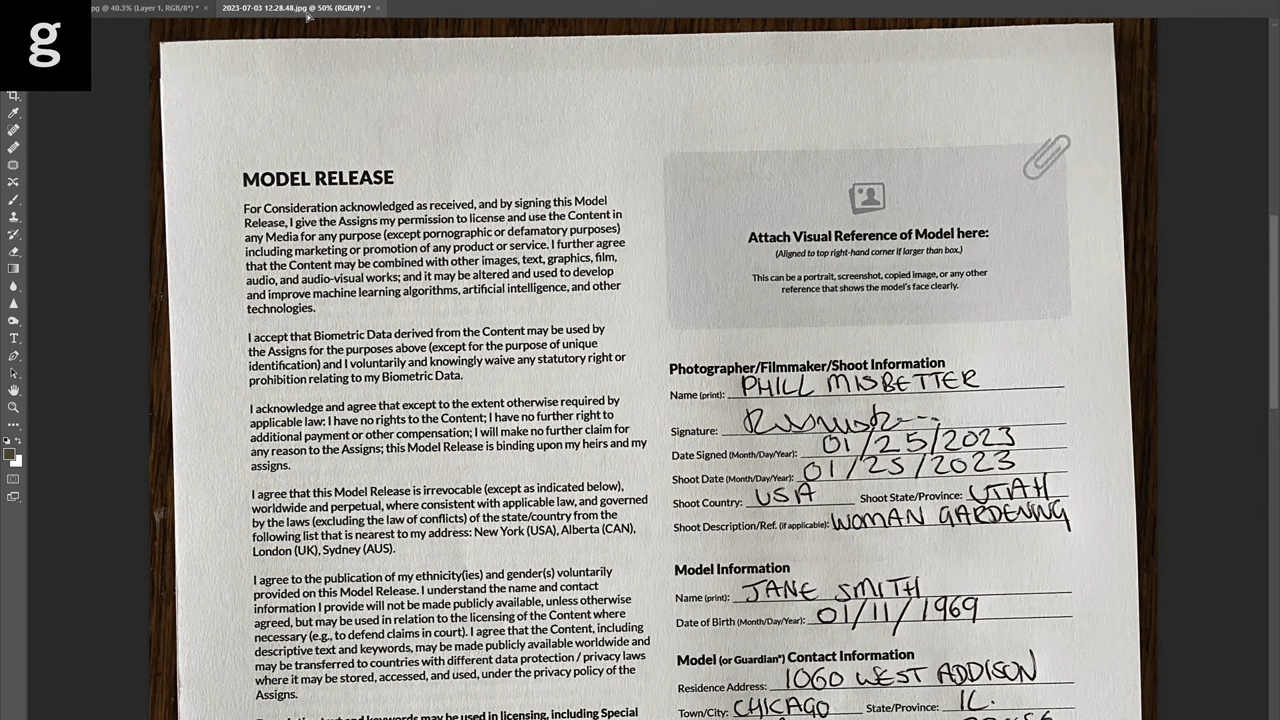 pg @ 40.3% (Layer 1, RGB/8*) *
2023-07-03 12.28.48.jpg @ 50% (RGB/8*) *
g
MODEL RELEASE
For Consideration acknowledged as received, and by signing this Model
Release, I give the Assigns my permission to license and use the Content in
any Media for any purpose (except pornographic or defamatory purposes)
including marketing or promotion of any product or service. I further agree
that the Content may be combined with other images, text, graphics, film,
audio, and audio-visual works; and it may be altered and used to develop
and improve machine learning algorithms, artificial intelligence, and other
technologies.
I accept that Biometric Data derived from the Content may be used by
the Assigns for the purposes above (except for the purpose of unique
identification) and I voluntarily and knowingly waive any statutory right or
prohibition relating to my Biometric Data.
I acknowledge and agree that except to the extent otherwise required by
applicable law: I have no rights to the Content; I have no further right to
additional payment or other compensation; I will make no further claim for
any reason to the Assigns; this Model Release is binding upon my heirs and my
assigns.
I agree that this Model Release is irrevocable (except as indicated below),
worldwide and perpetual, where consistent with applicable law, and governed
by the laws (excluding the law of conflicts) of the state/country from the
following list that is nearest to my address: New York (USA), Alberta (CAN),
London (UK), Sydney (AUS).
I agree to the publication of my ethnicity(ies) and gender(s) voluntarily
provided on this Model Release. I understand the name and contact
information I provide will not be made publicly available, unless otherwise
agreed, but may be used in relation to the licensing of the Content where
necessary (e.g., to defend claims in court). I agree that the Content, including
descriptive text and keywords, may be made publicly available worldwide and
may be transferred to countries with different data protection / privacy laws
where it may be stored, accessed, and used, under the privacy policy of the
Assigns.
text and keywords may be used in licensing, including Special
Attach Visual Reference of Model here:
(Aligned to top right-hand corner if larger than box.)
This can be a portrait, screenshot, copied image, or any other
reference that shows the model's face clearly.
Photographer/Filmmaker/Shoot Information
Name (print): PHILL MISBETTER
Signature:
Date Signed (Month/Day/Year): 01/25/2023
Shoot Date (Month/Day/Year): 01/25/2023
Shoot Country: USA Shoot State/Province: UTAH
Shoot Description/Ref. (if applicable): WOMAN GARDENING
Model Information
Name (print): JANE SMITH
Date of Birth (Month/Day/Year): 01/11/1969
Model (or Guardian*) Contact Information
Residence Address: 1060 WEST ADDISON
Town/City: CHICAGO State/Province: IL.